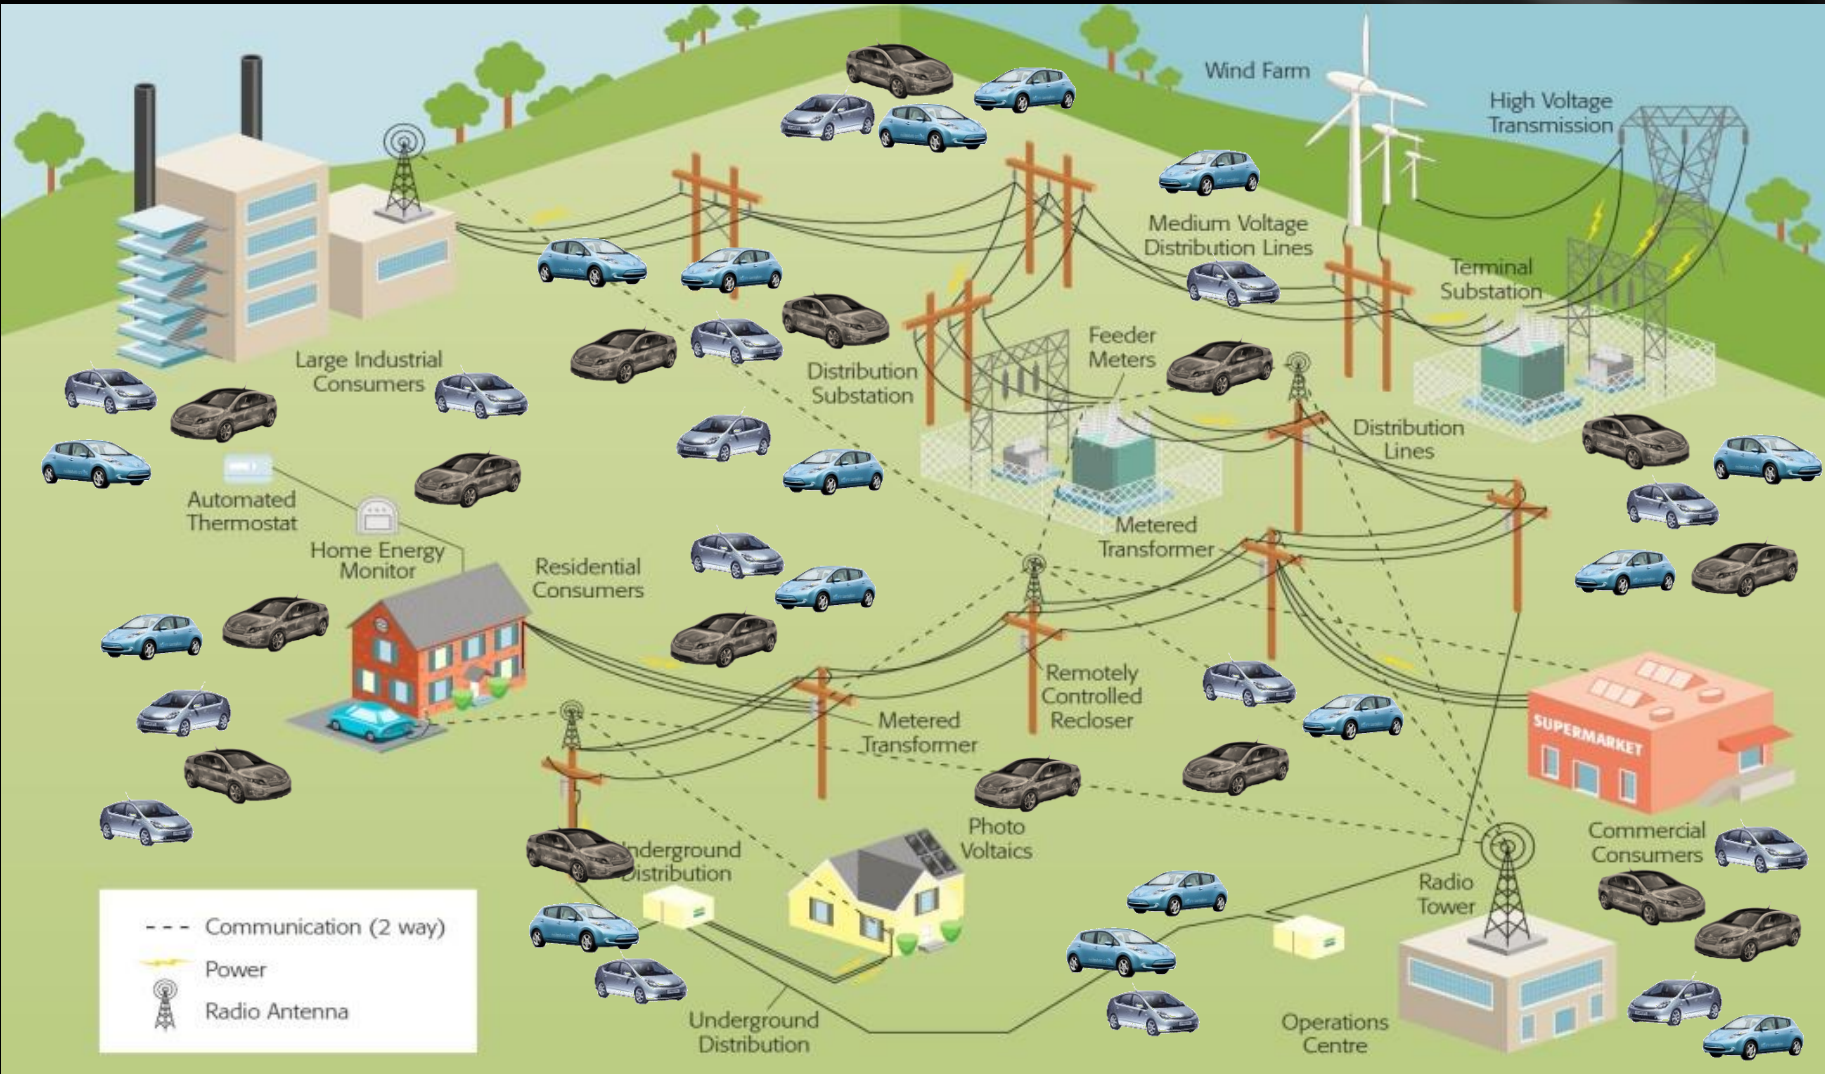 Wind Farm
High Voltage
Transmission
Medium Voltage
Distribution Lines
Terminal
Substation
Large Industrial
Consumers
Distribution
Substation
Feeder
Meters
Distribution
Lines
Automated
Thermostat
Home Energy
Monitor
Residential
Consumers
Metered
Transformer
Remotely
Controlled
Recloser
Metered
Transformer
SUPERMARKET
Photo
Voltaics
Commercial
Consumers
nderground
Distribution
Radio
Tower
Communication (2 way)
Power
Radio Antenna
Underground
Distribution
Operations
Centre